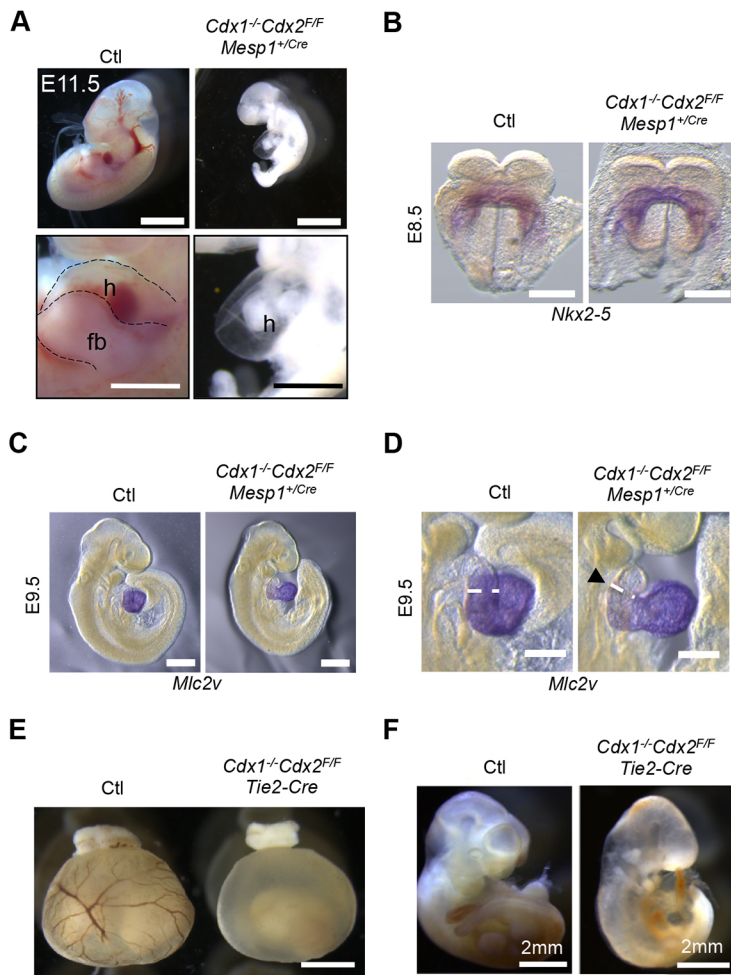 A
Ctl
Cdx1-/-Cdx2F/F
Mesp1+/Cre
E11.5
h
fb
h
B
Ctl
Cdx1-/-Cdx2F/F
Mesp1+/Cre
E8.5
Nkx2-5
C
Ctl
Cdx1-/-Cdx2F/F
Mesp1+/Cre
E9.5
Mlc2v
D
Ctl
Cdx1-/-Cdx2F/F
Mesp1+/Cre
E9.5
Mlc2v
E
Ctl
Cdx1-/-Cdx2F/F
Tie2-Cre
F
Ctl
Cdx1-/-Cdx2F/F
Tie2-Cre
2mm
2mm